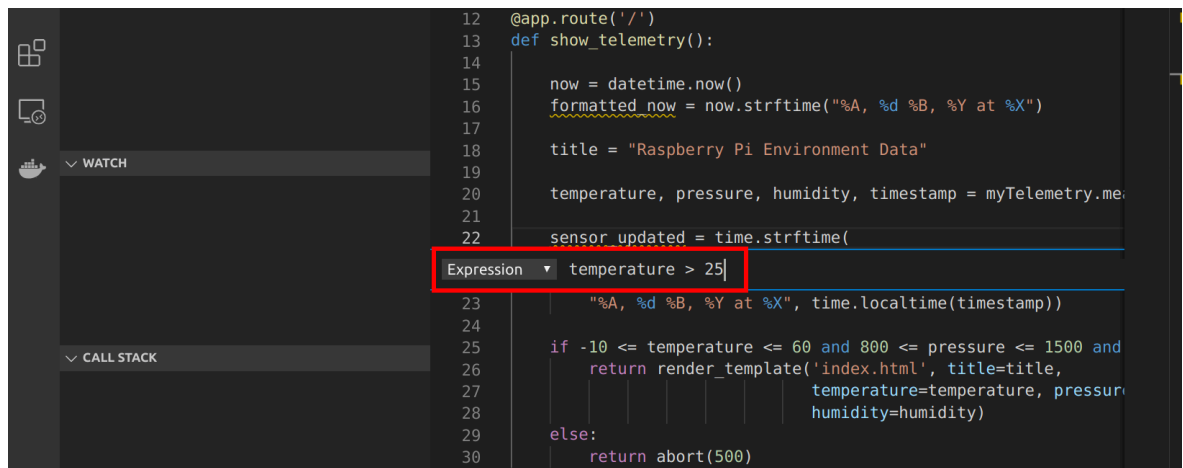 12 @app.route('/')
13 def show_telemetry():
14
15 now = datetime.now()
16 formatted_now = now.strftime("%A, %d %B, %Y at %X")
17
WATCH
18 title = "Raspberry Pi Environment Data"
19
20 temperature, pressure, humidity, timestamp = myTelemetry.mea
21
22 sensor_updated = time.strftime(
Expression temperature > 25
23 "%A, %d %B, %Y at %X", time.localtime(timestamp))
24
25 if -10 <= temperature <= 60 and 800 <= pressure <= 1500 and
CALL STACK
26 return render_template('index.html', title=title,
27 temperature=temperature, pressure
28 humidity=humidity)
29 else:
30 return abort(500)